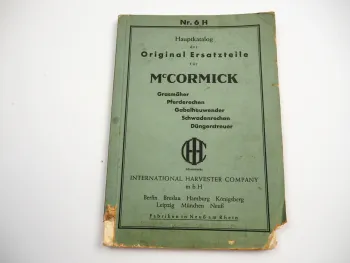 Nr. 6 H
Hauptkatalog
der
Original Ersatzteile
für
McCORMICK
Grasmäher
Pferderechen
Gabelheuwender
Schwadenrechen
Düngerstreuer
IHC
INTERNATIONAL HARVESTER COMPANY
m b H
Berlin Breslau Hamburg Königsberg
Leipzig München Neuß
Fabriken in Neuß am Rhein